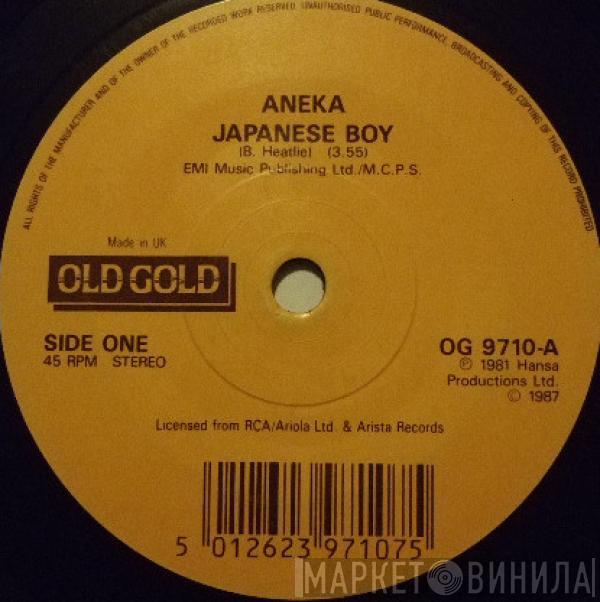 ALL RIGHTS OF THE MANUFACTURER AND OF THE OWNER OF THE RECORDED WORK RESERVED. UNAUTHORISED PUBLIC PERFORMANCE, BROADCASTING AND COPYING OF THIS RECORD PROHIBITED
ANEKA
JAPANESE BOY
(B. Heatlie) (3.55)
EMI Music Publishing Ltd./M.C.P.S.
Made in UK
OLD GOLD
SIDE ONE
45 RPM STEREO
OG 9710-A
℗ 1981 Hansa
Productions Ltd.
© 1987
Licensed from RCA/Ariola Ltd. & Arista Records
5 012623 971075
МАРКЕТ ВИНИЛА